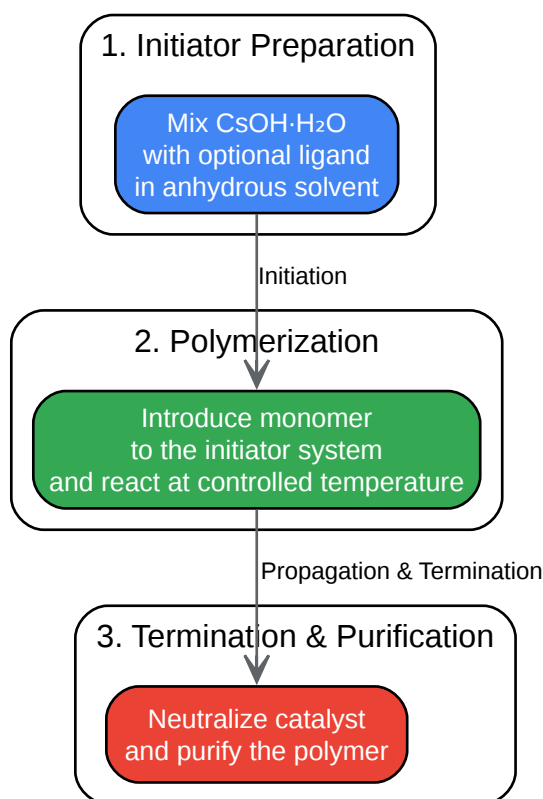 1. Initiator Preparation
Mix CsOH·H₂O
with optional ligand
in anhydrous solvent
Initiation
2. Polymerization
Introduce monomer
to the initiator system
and react at controlled temperature
Propagation & Termination
3. Termination & Purification
Neutralize catalyst
and purify the polymer